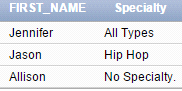 FIRST_NAME Specialty
Jennifer All Types
Jason Hip Hop
Allison No Specialty.